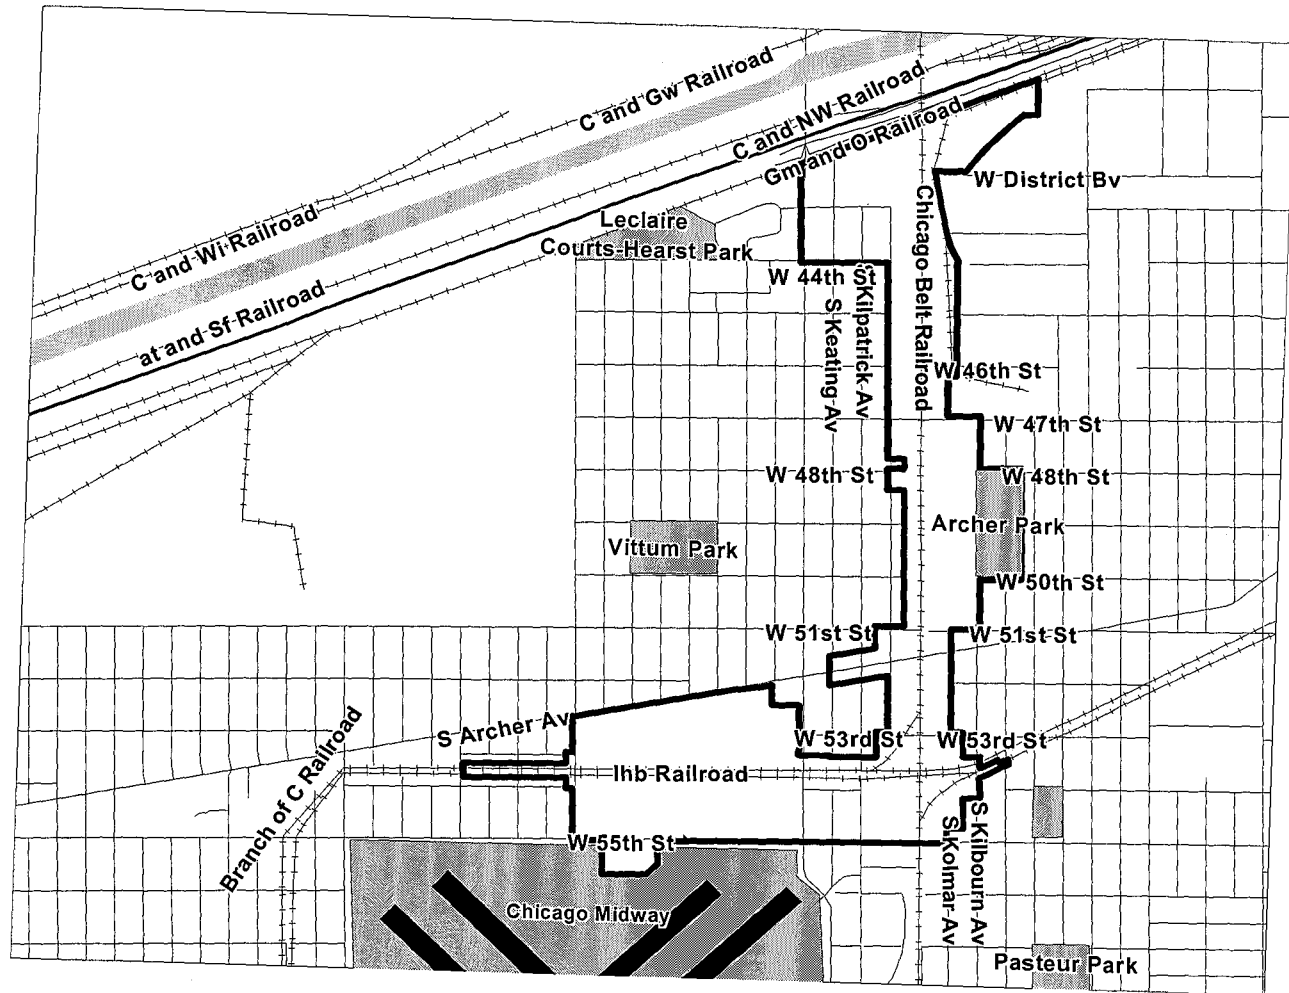 C and Gw Railroad
C and NW Railroad
Gm and O Railroad
W District Bv
C and Wi Railroad
Leclaire
Courts-Hearst Park
Chicago Belt Railroad
W 44th St
S Kilpatrick Av
S Keating Av
at and Sf Railroad
W 46th St
W 47th St
W 48th St
W 48th St
Archer Park
Vittum Park
W 50th St
W 51st St
W 51st St
S Archer Av
W 53rd St
W 53rd St
Branch of C Railroad
Ihb Railroad
W 55th St
S Kolmar Av
S Kilbourn Av
Chicago Midway
Pasteur Park